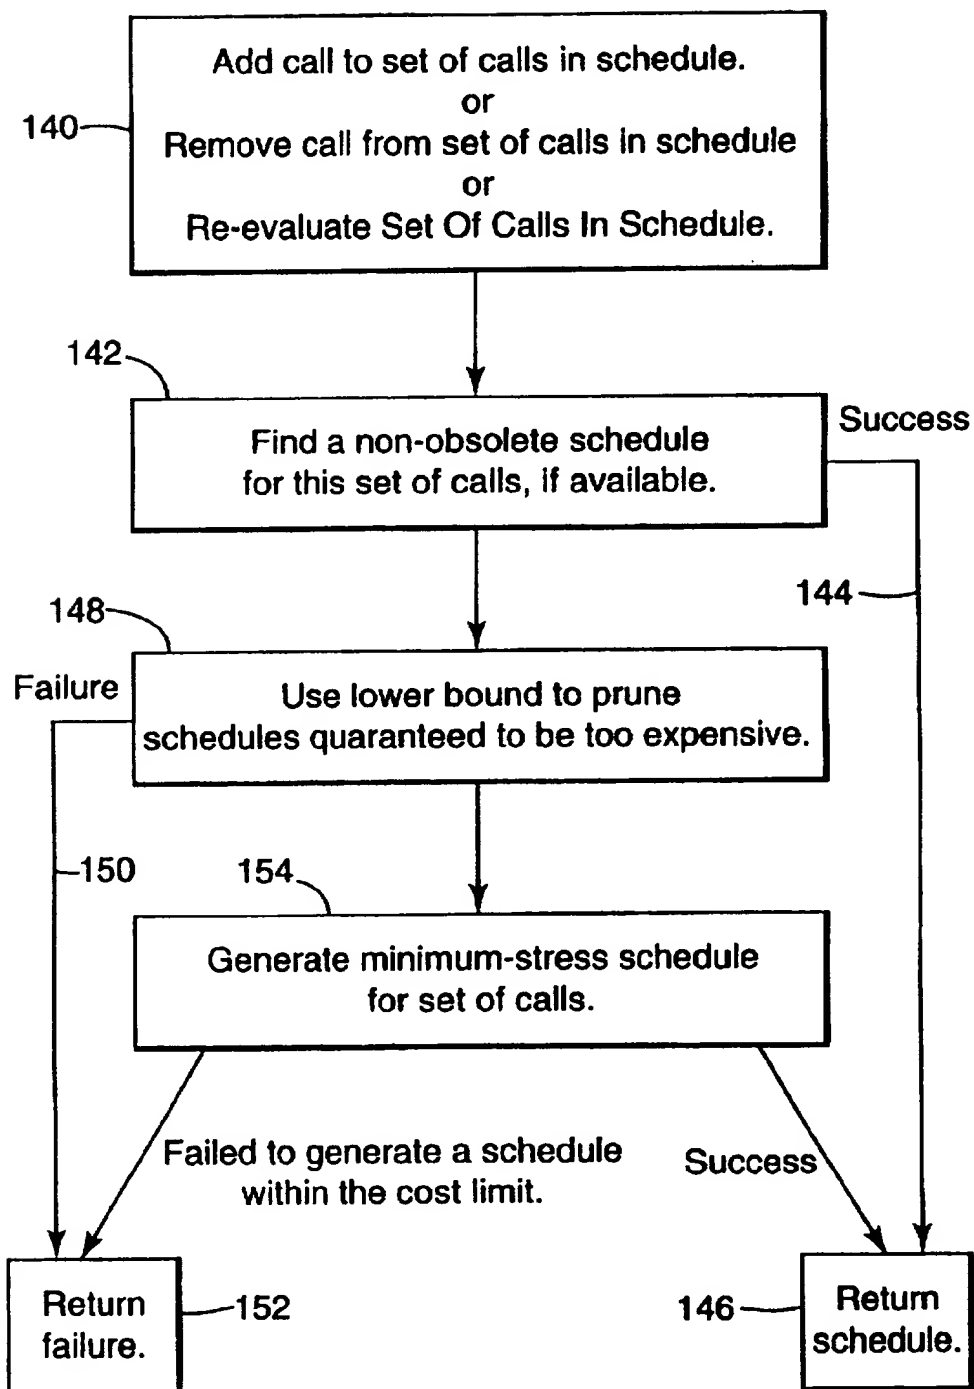 Add call to set of calls in schedule.
or
140
Remove call from set of calls in schedule
or
Re-evaluate Set Of Calls In Schedule.
142
Success
Find a non-obsolete schedule
for this set of calls, if available.
144
148
Failure
Use lower bound to prune
schedules quaranteed to be too expensive.
150
154
Generate minimum-stress schedule
for set of calls.
Failed to generate a schedule
within the cost limit.
Success
Return
failure.
152
146
Return
schedule.